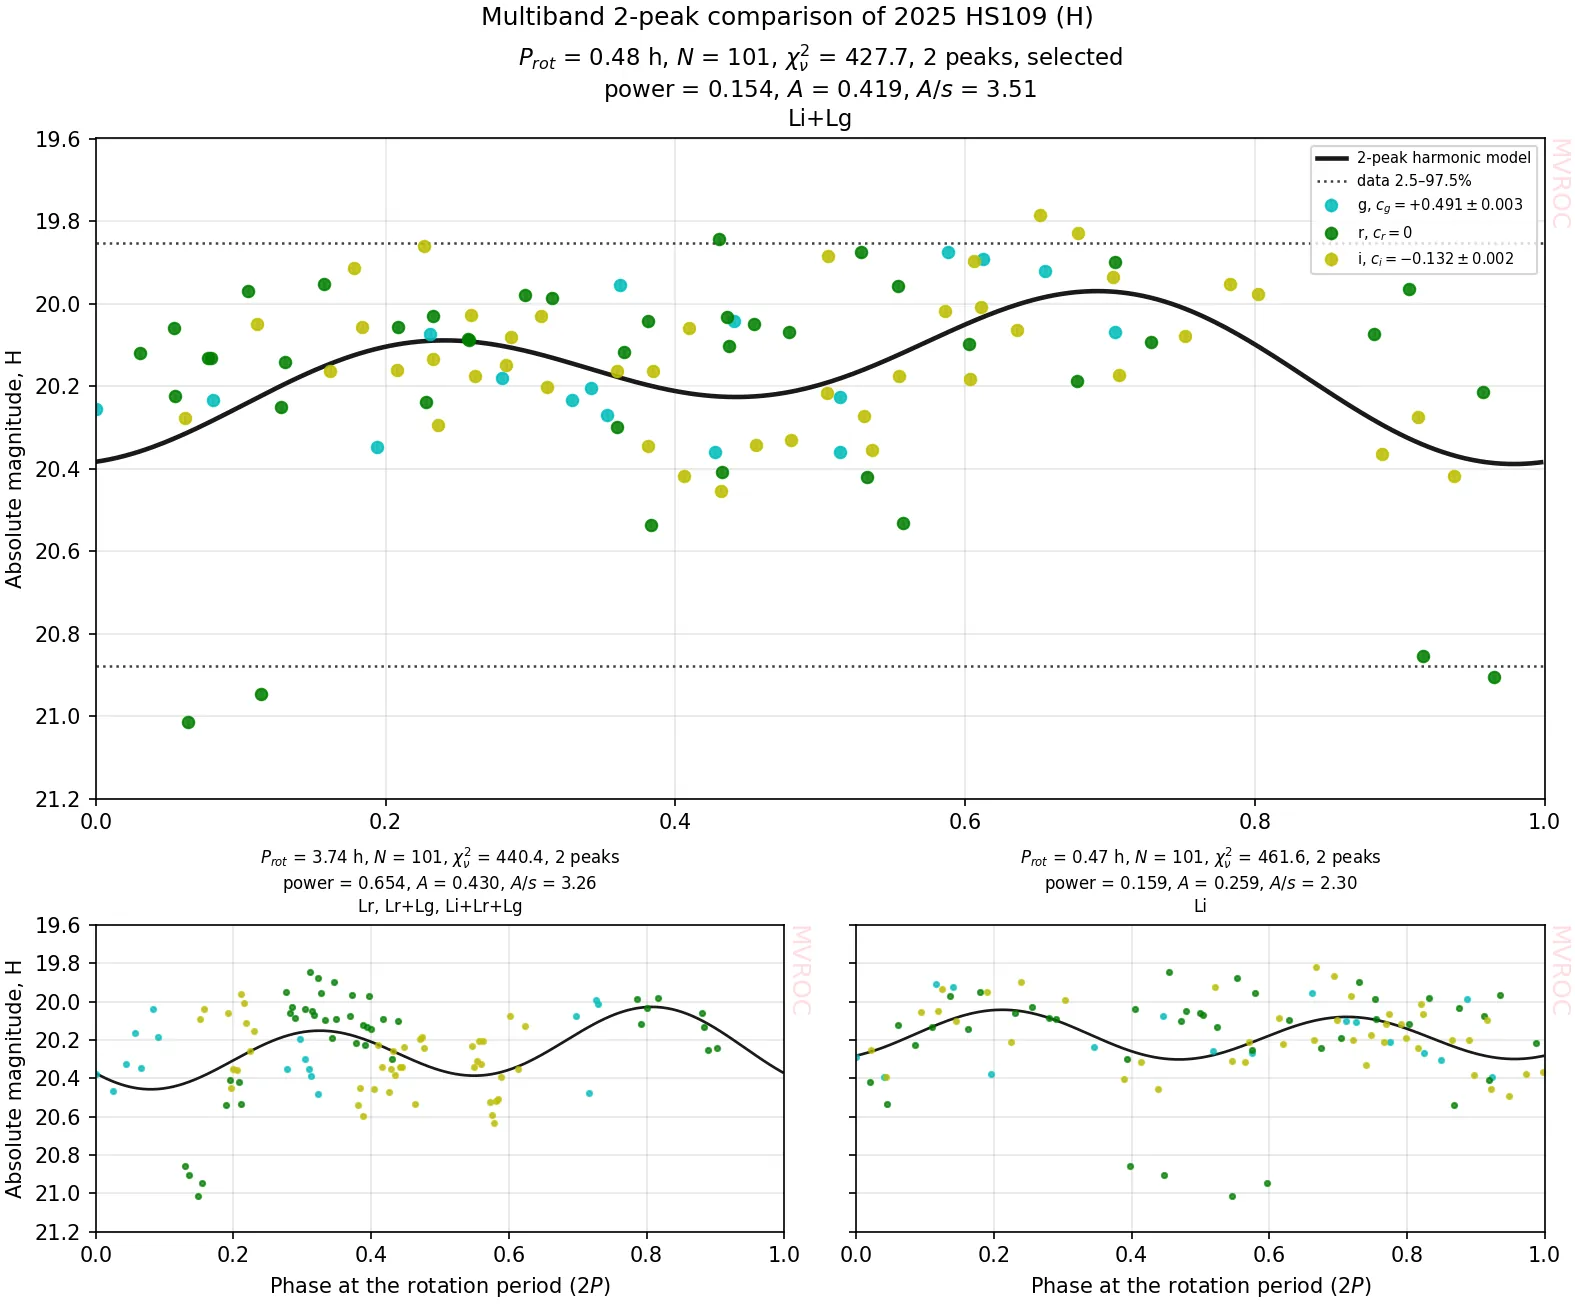 Multiband 2-peak comparison of 2025 HS109 (H)
P_rot = 0.48 h, N = 101, χ²_ν = 427.7, 2 peaks, selected
power = 0.154, A = 0.419, A/s = 3.51
Li+Lg
19.6
19.8
20.0
20.2
20.4
20.6
20.8
21.0
21.2
Absolute magnitude, H
2-peak harmonic model
data 2.5–97.5%
g, c_g = +0.491 ± 0.003
r, c_r = 0
i, c_i = −0.132 ± 0.002
MVROC
0.0 0.2 0.4 0.6 0.8 1.0
P_rot = 3.74 h, N = 101, χ²_ν = 440.4, 2 peaks
power = 0.654, A = 0.430, A/s = 3.26
Lr, Lr+Lg, Li+Lr+Lg
19.6
19.8
20.0
20.2
20.4
20.6
20.8
21.0
21.2
Absolute magnitude, H
MVROC
0.0 0.2 0.4 0.6 0.8 1.0
Phase at the rotation period (2P)
P_rot = 0.47 h, N = 101, χ²_ν = 461.6, 2 peaks
power = 0.159, A = 0.259, A/s = 2.30
Li
MVROC
0.0 0.2 0.4 0.6 0.8 1.0
Phase at the rotation period (2P)